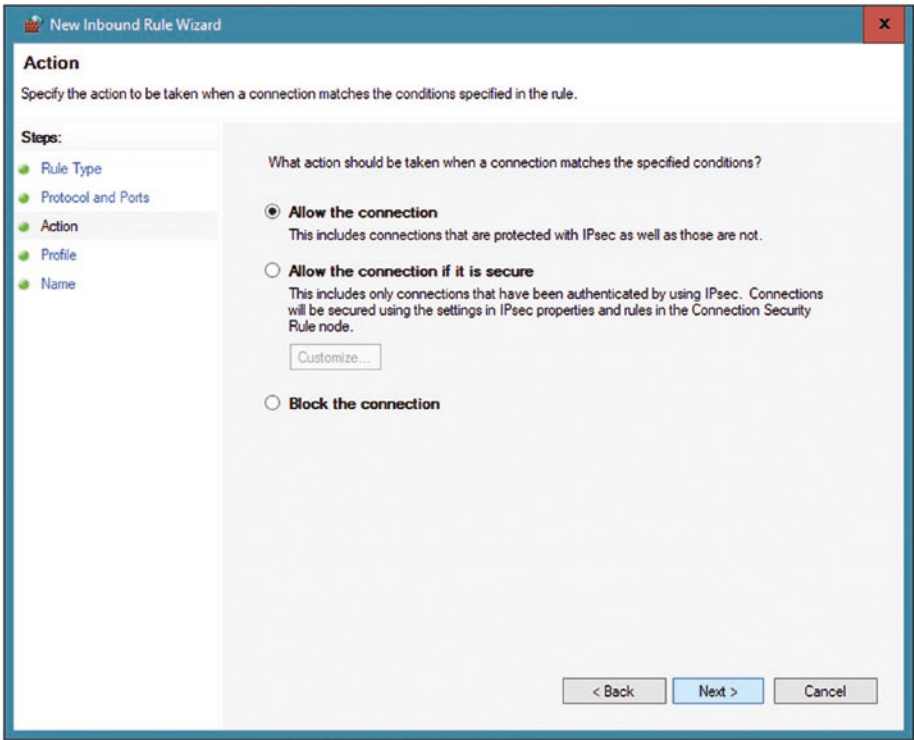 New Inbound Rule Wizard
x
Action
Specify the action to be taken when a connection matches the conditions specified in the rule.
Steps:
Rule Type
Protocol and Ports
Action
Profile
Name
What action should be taken when a connection matches the specified conditions?
Allow the connection
This includes connections that are protected with IPsec as well as those are not.
Allow the connection if it is secure
This includes only connections that have been authenticated by using IPsec. Connections
will be secured using the settings in IPsec properties and rules in the Connection Security
Rule node.
Customize...
Block the connection
< Back
Next >
Cancel